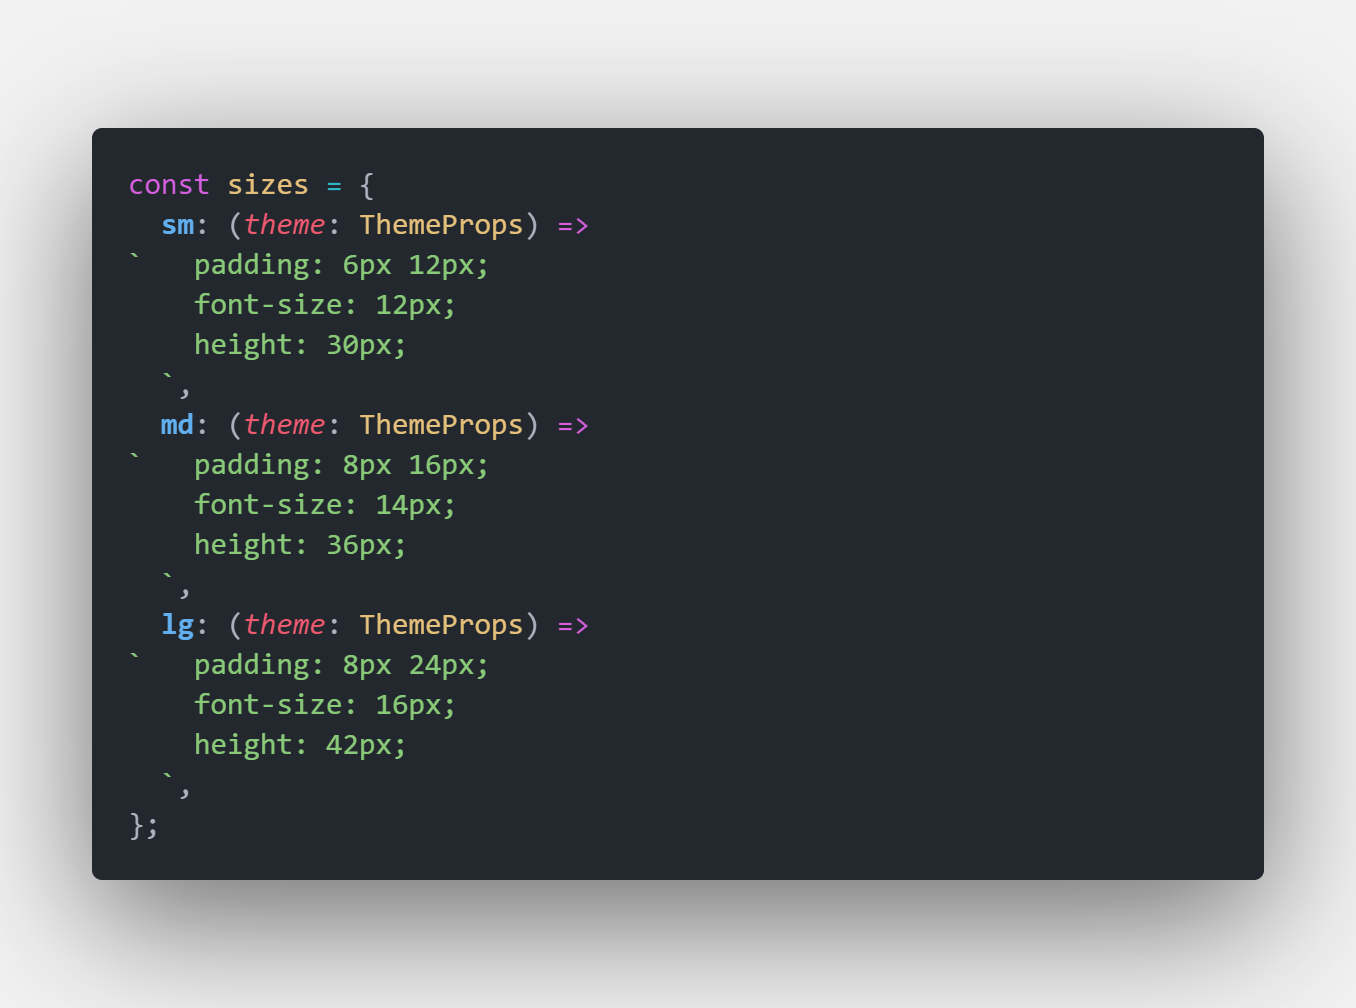 const sizes = {
  sm: (theme: ThemeProps) =>
`   padding: 6px 12px;
    font-size: 12px;
    height: 30px;
  `,
  md: (theme: ThemeProps) =>
`   padding: 8px 16px;
    font-size: 14px;
    height: 36px;
  `,
  lg: (theme: ThemeProps) =>
`   padding: 8px 24px;
    font-size: 16px;
    height: 42px;
  `,
};